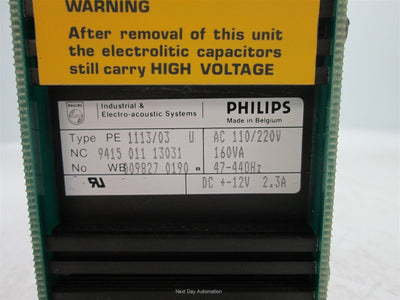 WARNING
After removal of this unit
the electrolitic capacitors
still carry HIGH VOLTAGE
PHILIPS
Industrial &
Electro-acoustic Systems
PHILIPS
Made in Belgium
Type PE 1113/03 U
NC 9415 011 13031
No WB009827 0190
AC 110/220V
160VA
47-440Hz
DC +-12V 2.3A
Next Day Automation